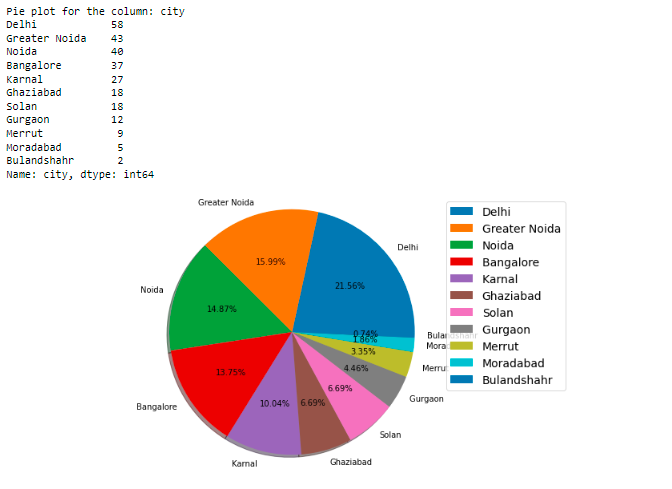 Pie plot for the column: city
Delhi 58
Greater Noida 43
Noida 40
Bangalore 37
Karnal 27
Ghaziabad 18
Solan 18
Gurgaon 12
Merrut 9
Moradabad 5
Bulandshahr 2
Name: city, dtype: int64
Greater Noida
Delhi
Noida
Bangalore
Karnal
Ghaziabad
Solan
Gurgaon
21.56%
15.99%
14.87%
13.75%
10.04%
6.69%
6.69%
4.46%
3.35%
1.86%
0.74%
Delhi
Greater Noida
Noida
Bangalore
Karnal
Ghaziabad
Solan
Gurgaon
Merrut
Moradabad
Bulandshahr